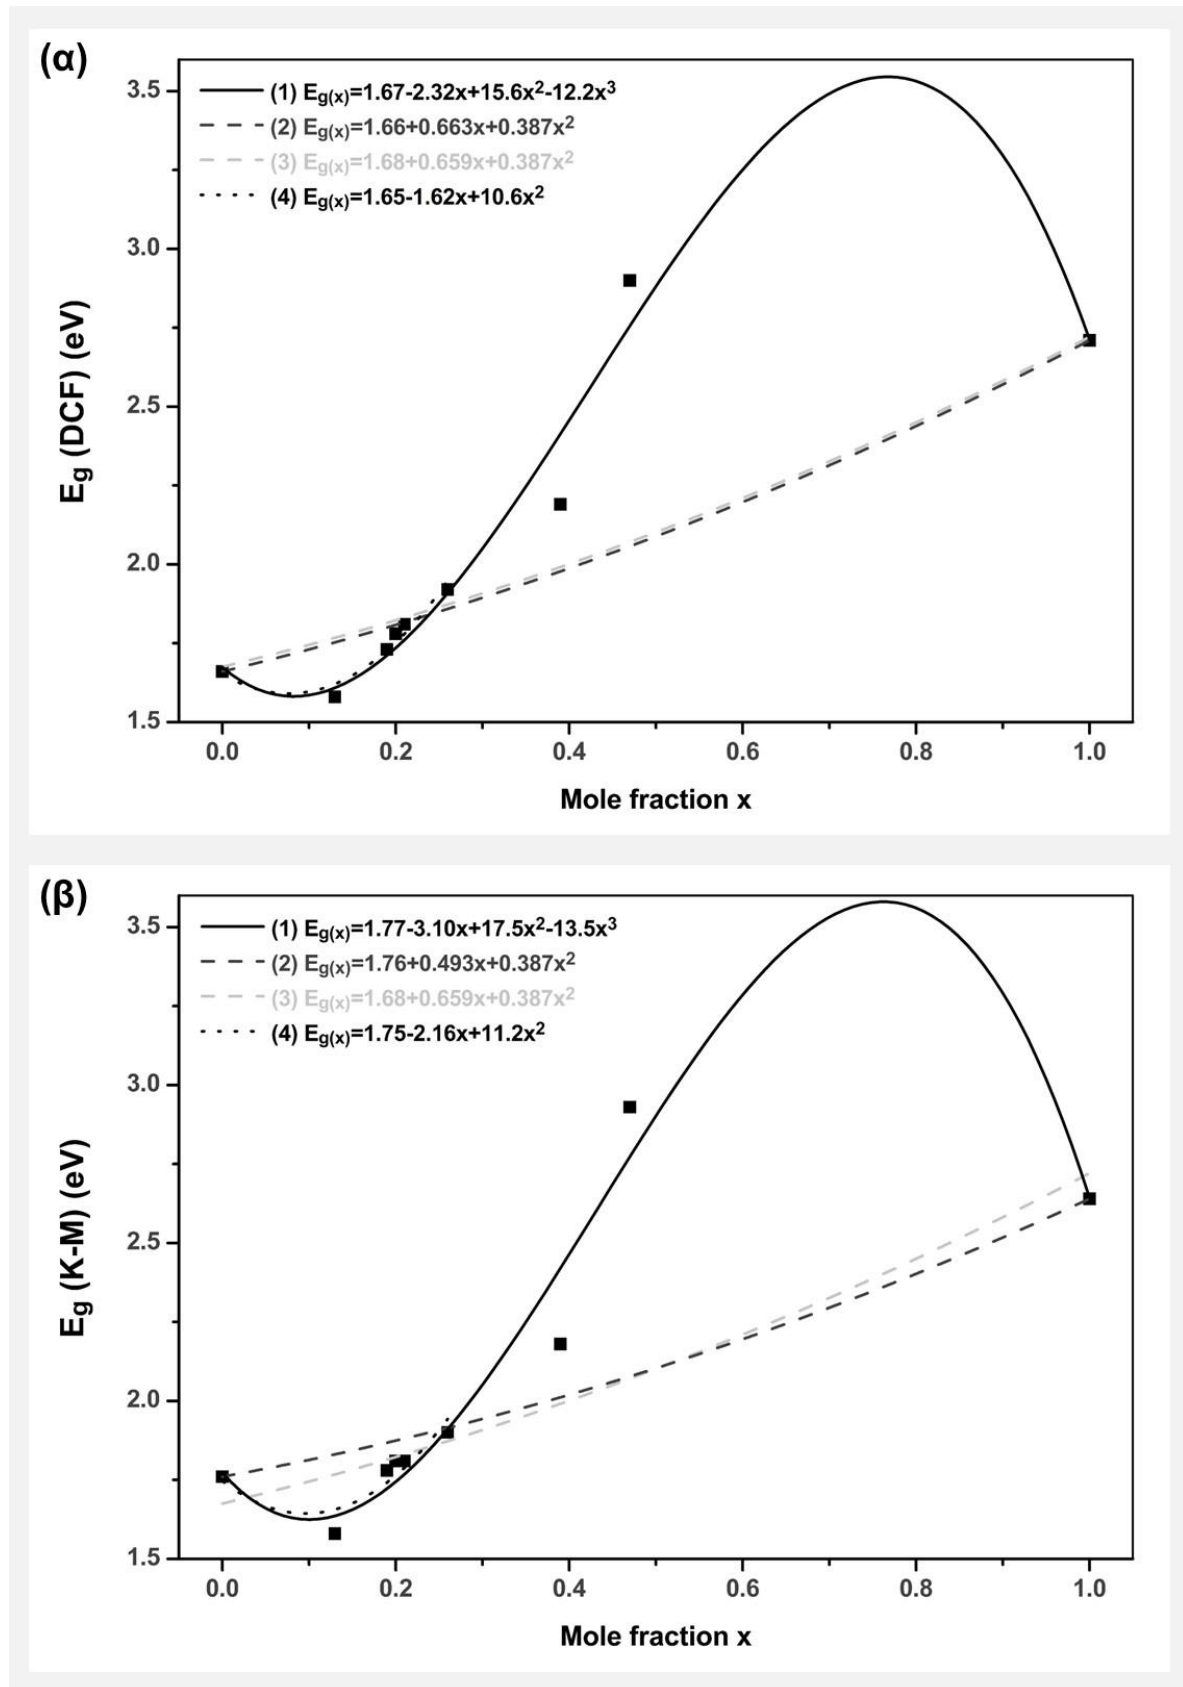 (α)
(1) Eg(x)=1.67-2.32x+15.6x²-12.2x³
(2) Eg(x)=1.66+0.663x+0.387x²
(3) Eg(x)=1.68+0.659x+0.387x²
(4) Eg(x)=1.65-1.62x+10.6x²
3.5
3.0
2.5
2.0
1.5
Eg (DCF) (eV)
0.0 0.2 0.4 0.6 0.8 1.0
Mole fraction x
(β)
(1) Eg(x)=1.77-3.10x+17.5x²-13.5x³
(2) Eg(x)=1.76+0.493x+0.387x²
(3) Eg(x)=1.68+0.659x+0.387x²
(4) Eg(x)=1.75-2.16x+11.2x²
3.5
3.0
2.5
2.0
1.5
Eg (K-M) (eV)
0.0 0.2 0.4 0.6 0.8 1.0
Mole fraction x